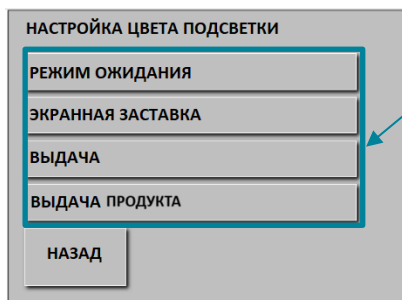 НАСТРОЙКА ЦВЕТА ПОДСВЕТКИ
РЕЖИМ ОЖИДАНИЯ
ЭКРАННАЯ ЗАСТАВКА
ВЫДАЧА
ВЫДАЧА ПРОДУКТА
НАЗАД